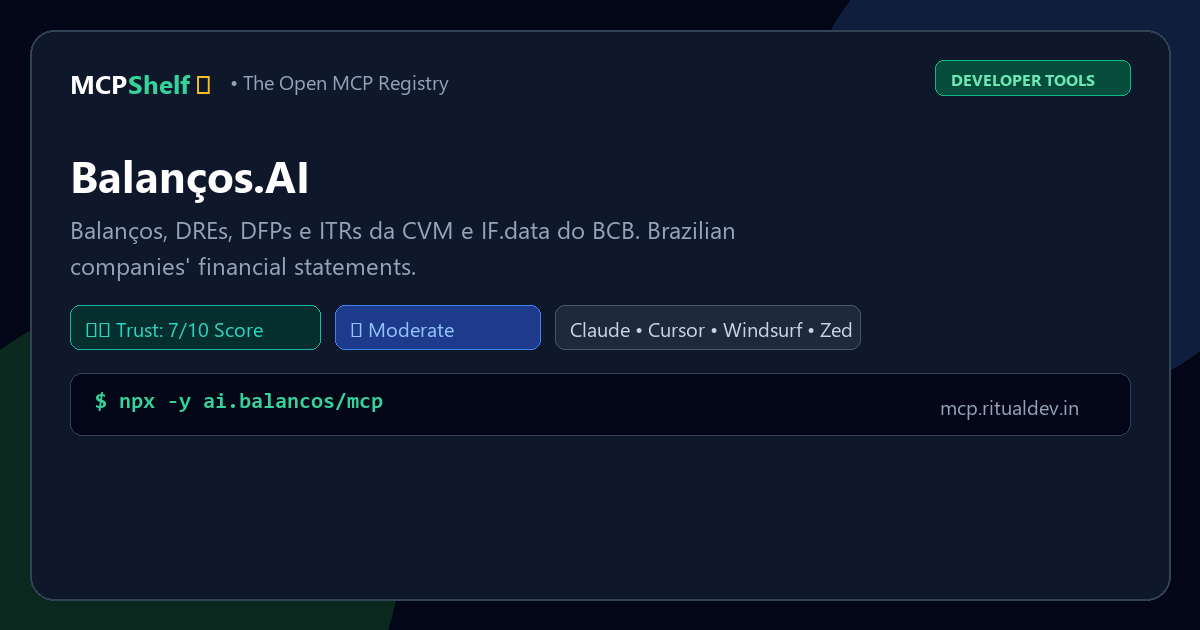 MCPShelf • The Open MCP Registry
DEVELOPER TOOLS
Balanços.AI
Balanços, DREs, DFPs e ITRs da CVM e IF.data do BCB. Brazilian
companies' financial statements.
Trust: 7/10 Score
Moderate
Claude • Cursor • Windsurf • Zed
$ npx -y ai.balancos/mcp
mcp.ritualdev.in